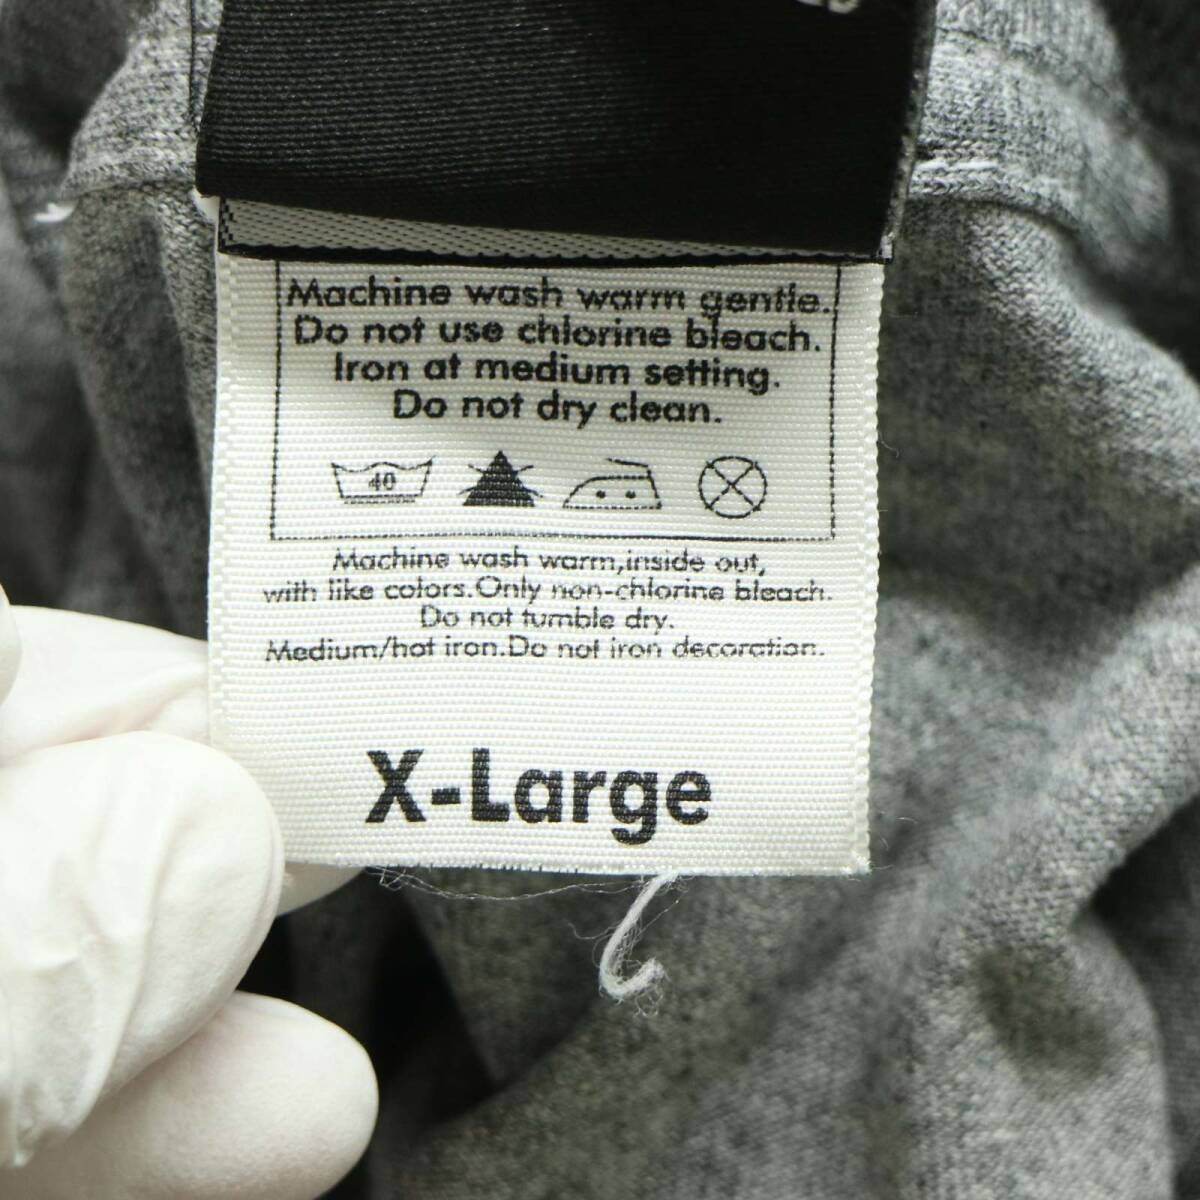 Machine wash warm gentle.
Do not use chlorine bleach.
Iron at medium setting.
Do not dry clean.
40
Machine wash warm,inside out,
with like colors.Only non-chlorine bleach.
Do not tumble dry.
Medium/hot iron.Do not iron decoration.
X-Large